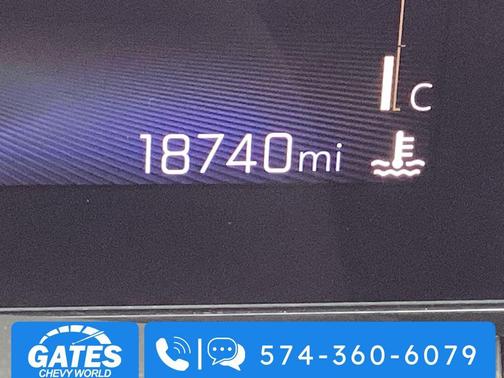 C
18740mi
GATES
CHEVY WORLD
574-360-6079